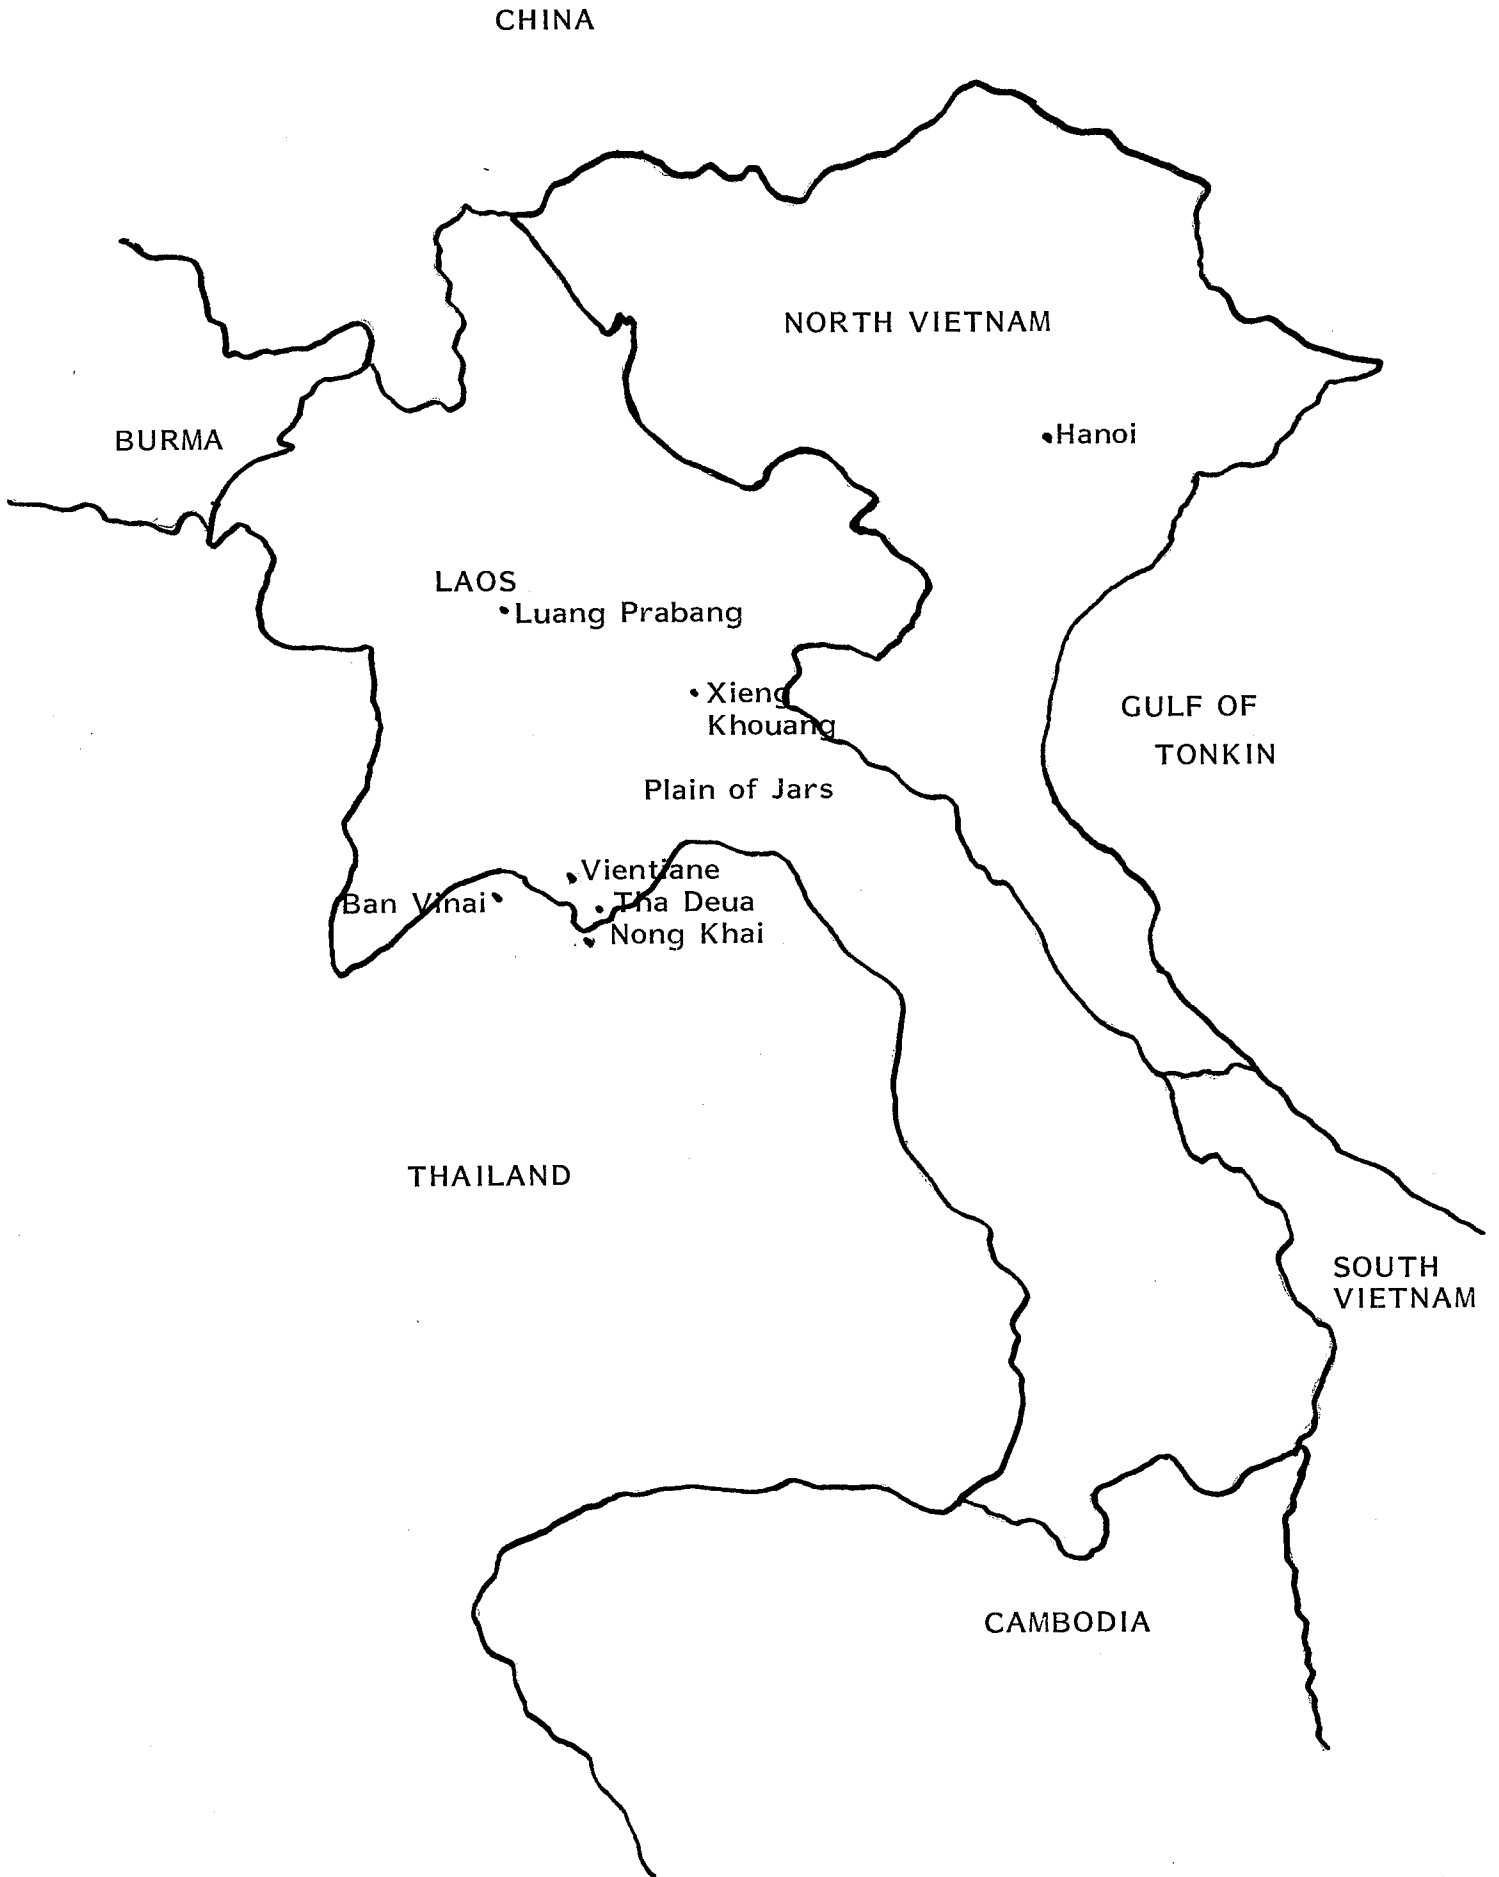 CHINA
NORTH VIETNAM
BURMA
Hanoi
LAOS
Luang Prabang
Xieng
Khouang
GULF OF
TONKIN
Plain of Jars
Vientiane
Ban Vinai
Tha Deua
Nong Khai
THAILAND
SOUTH
VIETNAM
CAMBODIA